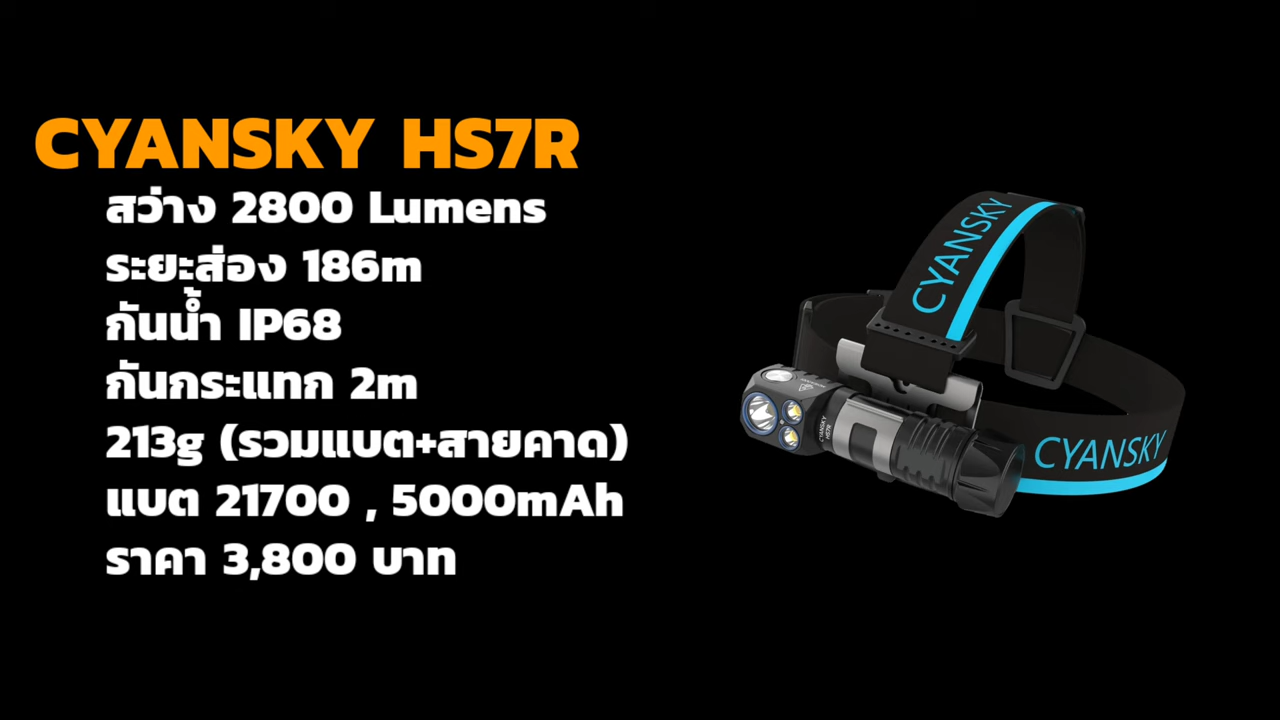 CYANSKY HS7R
สว่าง 2800 Lumens
ระยะส่อง 186m
กันน้ำ IP68
กันกระแทก 2m
213g (รวมแบต+สายคาด)
แบต 21700 , 5000mAh
ราคา 3,800 บาท
CYANSKY
CYANSKY
CYANSKY
HS7R